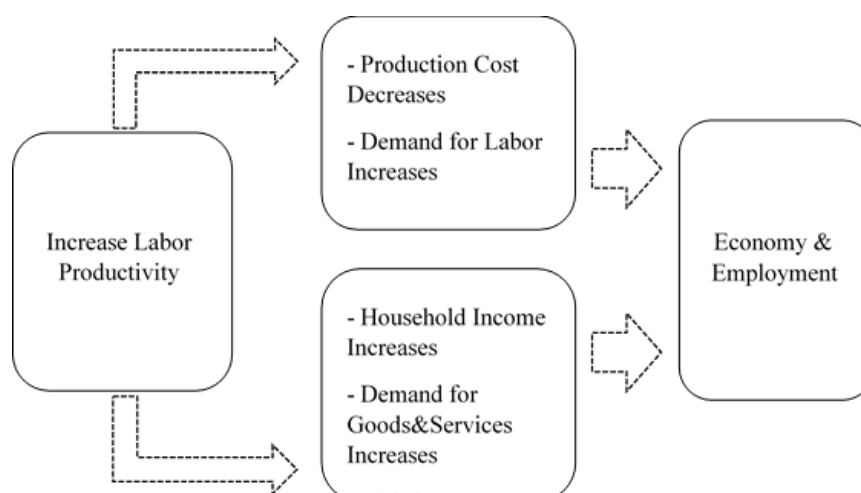 - Production Cost
Decreases
- Demand for Labor
Increases
Increase Labor
Productivity
Economy &
Employment
- Household Income
Increases
- Demand for
Goods&Services
Increases